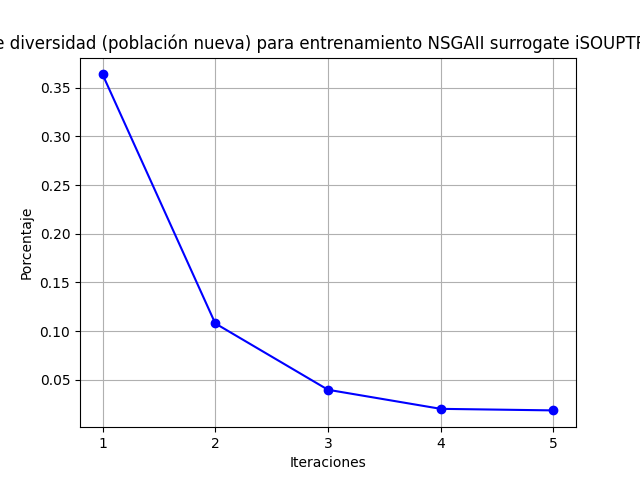 e diversidad (población nueva) para entrenamiento NSGAII surrogate
0.35
0.30
0.25
0.20
0.15
0.10
0.05
Porcentaje
1 2 3 4 5
Iteraciones